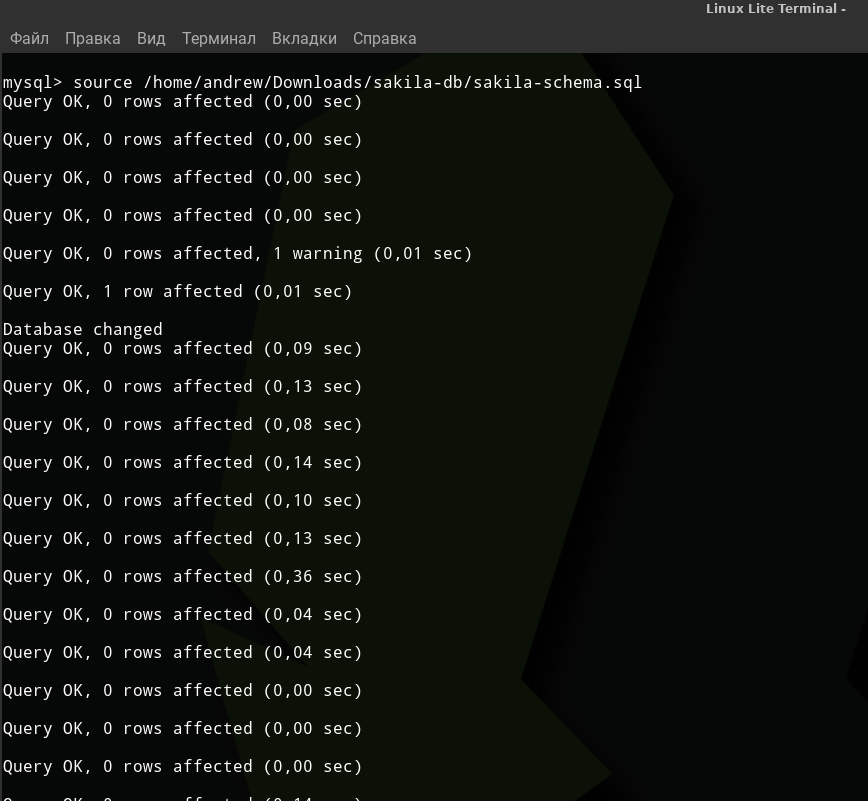 Linux Lite Terminal -
Файл Правка Вид Терминал Вкладки Справка
mysql> source /home/andrew/Downloads/sakila-db/sakila-schema.sql
Query OK, 0 rows affected (0,00 sec)
Query OK, 0 rows affected (0,00 sec)
Query OK, 0 rows affected (0,00 sec)
Query OK, 0 rows affected (0,00 sec)
Query OK, 0 rows affected, 1 warning (0,01 sec)
Query OK, 1 row affected (0,01 sec)
Database changed
Query OK, 0 rows affected (0,09 sec)
Query OK, 0 rows affected (0,13 sec)
Query OK, 0 rows affected (0,08 sec)
Query OK, 0 rows affected (0,14 sec)
Query OK, 0 rows affected (0,10 sec)
Query OK, 0 rows affected (0,13 sec)
Query OK, 0 rows affected (0,36 sec)
Query OK, 0 rows affected (0,04 sec)
Query OK, 0 rows affected (0,04 sec)
Query OK, 0 rows affected (0,00 sec)
Query OK, 0 rows affected (0,00 sec)
Query OK, 0 rows affected (0,00 sec)